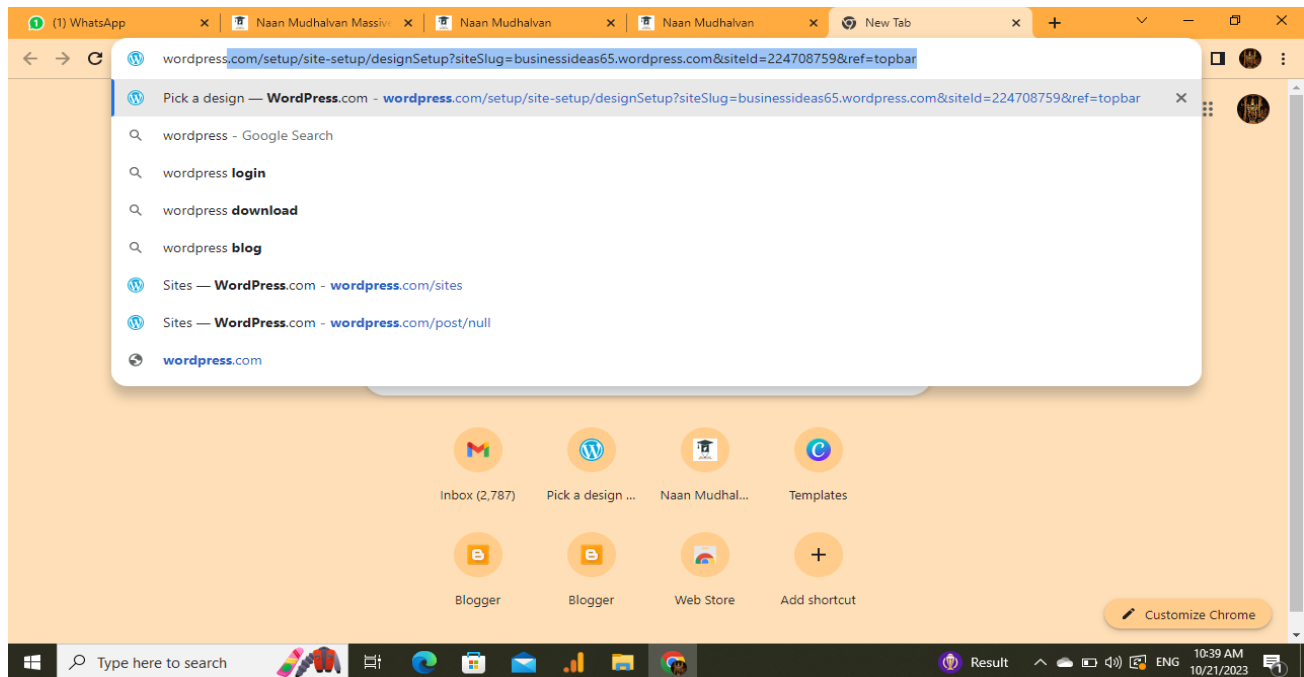 (1) WhatsApp
Naan Mudhalvan Massiv
Naan Mudhalvan
Naan Mudhalvan
New Tab
wordpress.com/setup/site-setup/designSetup?siteSlug=businessideas65.wordpress.com&siteId=224708759&ref=topbar
Pick a design — WordPress.com - wordpress.com/setup/site-setup/designSetup?siteSlug=businessideas65.wordpress.com&siteId=224708759&ref=topbar
wordpress - Google Search
wordpress login
wordpress download
wordpress blog
Sites — WordPress.com - wordpress.com/sites
Sites — WordPress.com - wordpress.com/post/null
wordpress.com
Inbox (2,787)
Pick a design ...
Naan Mudhal...
Templates
Blogger
Blogger
Web Store
Add shortcut
Customize Chrome
Type here to search
Result
ENG
10:39 AM
10/21/2023